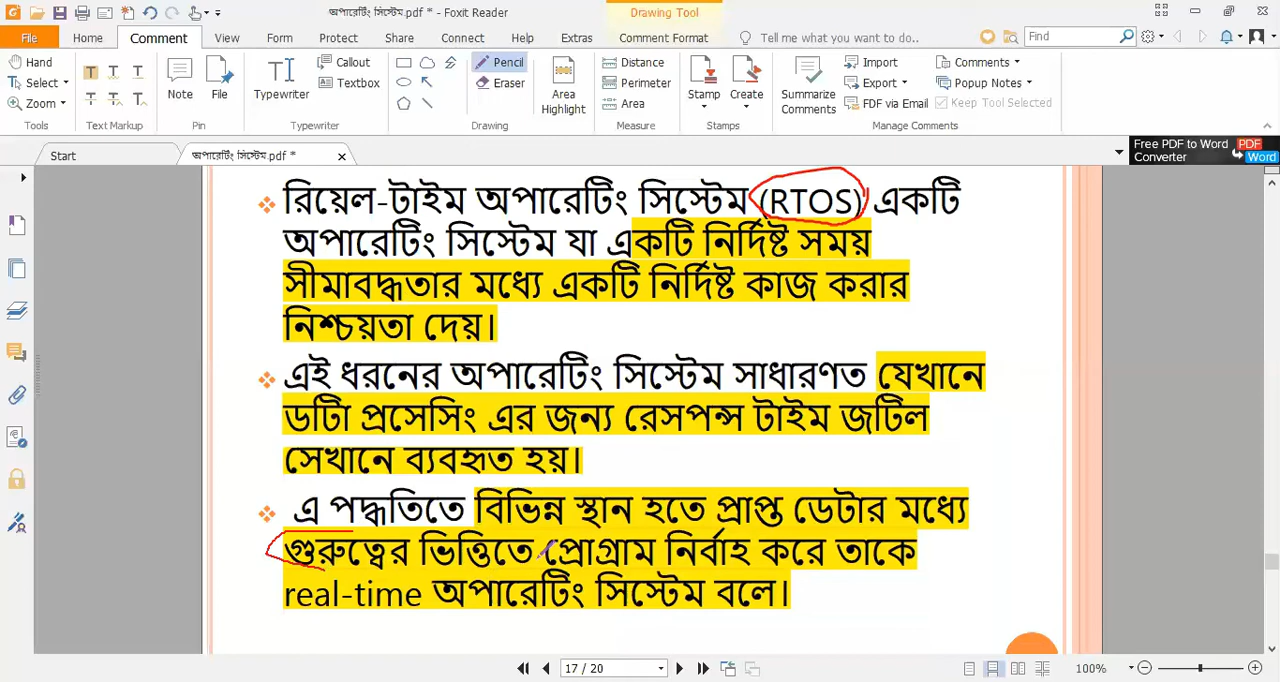 অপারেটিং সিস্টেম.pdf * - Foxit Reader
Drawing Tool
File Home Comment View Form Protect Share Connect Help Extras Comment Format Tell me what you want to do... Find
Hand
Select
Zoom
Tools
Text Markup
Note
File
Pin
Typewriter
Callout
Textbox
Typewriter
Pencil
Eraser
Drawing
Area
Highlight
Distance
Perimeter
Area
Measure
Stamp
Create
Stamps
Summarize
Comments
Import
Export
FDF via Email
Comments
Popup Notes
Keep Tool Selected
Manage Comments
Start
অপারেটিং সিস্টেম.pdf *
Free PDF to Word
Converter
PDF
Word
রিয়েল-টাইম অপারেটিং সিস্টেম (RTOS) একটি
অপারেটিং সিস্টেম যা একটি নির্দিষ্ট সময়
সীমাবদ্ধতার মধ্যে একটি নির্দিষ্ট কাজ করার
নিশ্চয়তা দেয়।
এই ধরনের অপারেটিং সিস্টেম সাধারণত যেখানে
ডটিা প্রসেসিং এর জন্য রেসপন্স টাইম জটিল
সেখানে ব্যবহৃত হয়।
এ পদ্ধতিতে বিভিন্ন স্থান হতে প্রাপ্ত ডেটার মধ্যে
গুরুত্বের ভিত্তিতে প্রোগ্রাম নির্বাহ করে তাকে
real-time অপারেটিং সিস্টেম বলে।
17 / 20
100%